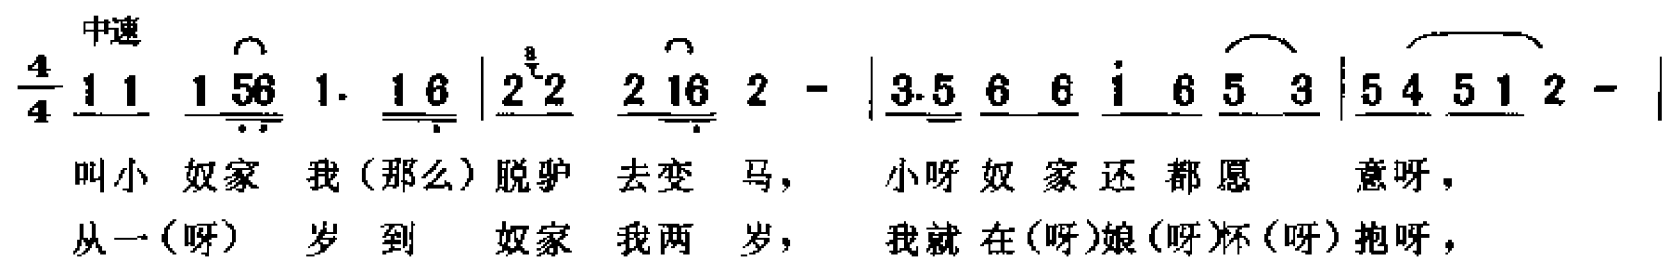 中速
4/4 1 1 1 56 1. 1 6 | 2 2 2 16 2 - | 3.5 6 6 i 6 5 3 | 5 4 5 1 2 - |
叫小 奴家 我（那么）脱驴 去变 马， 小呀 奴 家 还 都 愿 意呀，
从一（呀） 岁 到 奴家 我两 岁， 我就 在（呀）娘（呀）怀（呀）抱呀，